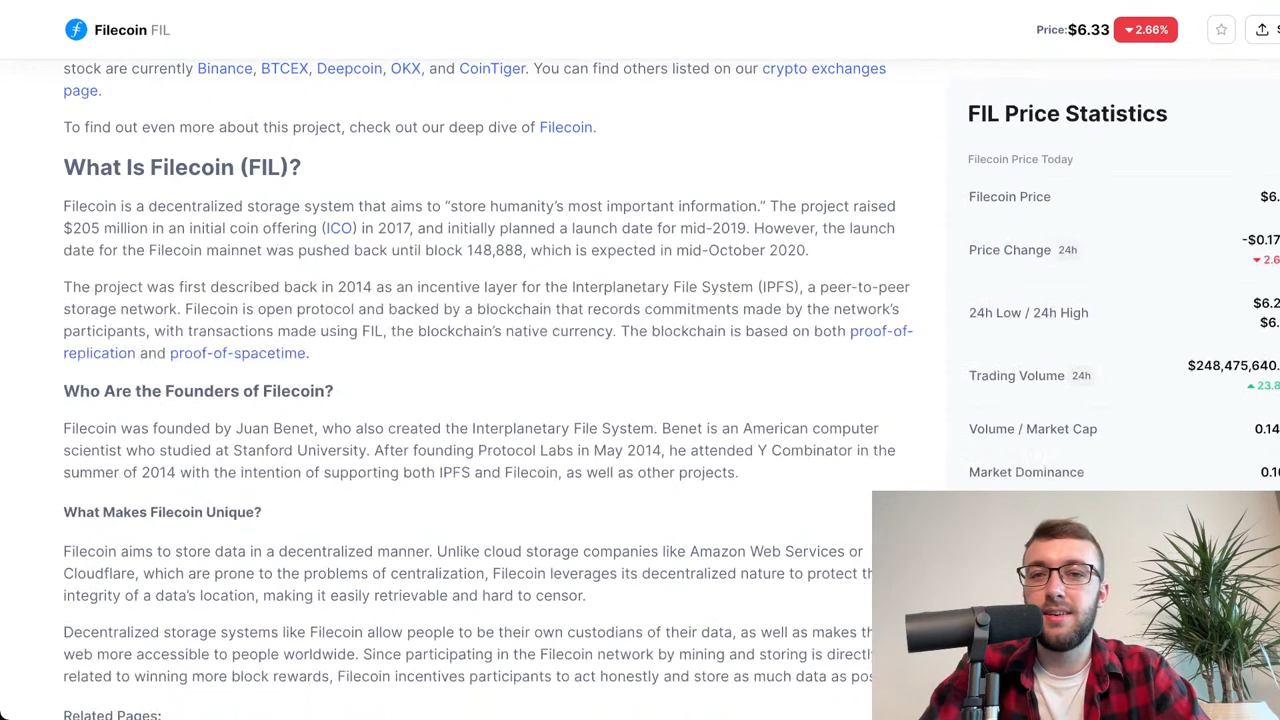 Filecoin FIL
Price:$6.33 2.66%
stock are currently Binance, BTCEX, Deepcoin, OKX, and CoinTiger. You can find others listed on our crypto exchanges
page.
To find out even more about this project, check out our deep dive of Filecoin.
What Is Filecoin (FIL)?
Filecoin is a decentralized storage system that aims to “store humanity’s most important information.” The project raised
$205 million in an initial coin offering (ICO) in 2017, and initially planned a launch date for mid-2019. However, the launch
date for the Filecoin mainnet was pushed back until block 148,888, which is expected in mid-October 2020.
The project was first described back in 2014 as an incentive layer for the Interplanetary File System (IPFS), a peer-to-peer
storage network. Filecoin is open protocol and backed by a blockchain that records commitments made by the network’s
participants, with transactions made using FIL, the blockchain’s native currency. The blockchain is based on both proof-of-
replication and proof-of-spacetime.
Who Are the Founders of Filecoin?
Filecoin was founded by Juan Benet, who also created the Interplanetary File System. Benet is an American computer
scientist who studied at Stanford University. After founding Protocol Labs in May 2014, he attended Y Combinator in the
summer of 2014 with the intention of supporting both IPFS and Filecoin, as well as other projects.
What Makes Filecoin Unique?
Filecoin aims to store data in a decentralized manner. Unlike cloud storage companies like Amazon Web Services or
Cloudflare, which are prone to the problems of centralization, Filecoin leverages its decentralized nature to protect th
integrity of a data’s location, making it easily retrievable and hard to censor.
Decentralized storage systems like Filecoin allow people to be their own custodians of their data, as well as makes th
web more accessible to people worldwide. Since participating in the Filecoin network by mining and storing is directl
related to winning more block rewards, Filecoin incentives participants to act honestly and store as much data as pos
Related Pages:
FIL Price Statistics
Filecoin Price Today
Filecoin Price $6.
Price Change 24h -$0.17
2.6
24h Low / 24h High $6.2
$6.
Trading Volume 24h $248,475,640.
23.8
Volume / Market Cap 0.14
Market Dominance 0.10